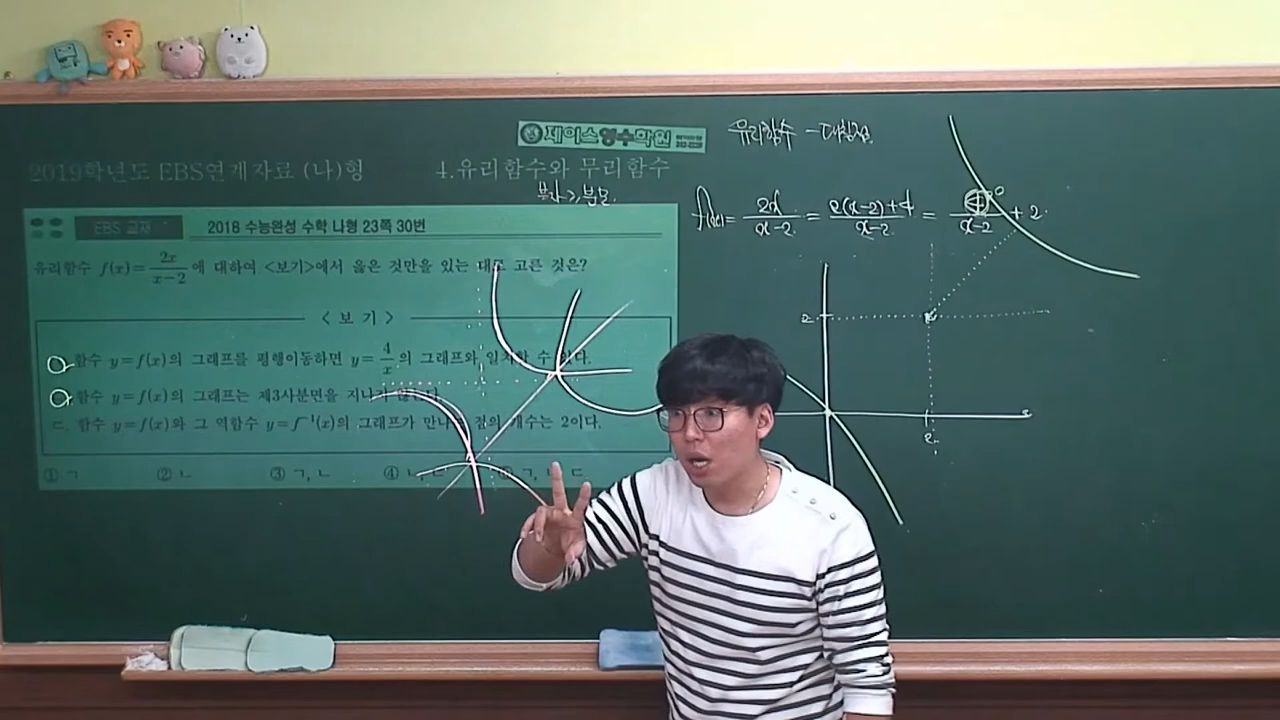 제이스영수학원
유리함수 - 대칭점
2019학년도 EBS연계자료 (나)형 4.유리함수와 무리함수
분자≥분모
f(x)= 2x/x-2 = 2(x-2)+4/x-2 = 4/x-2 + 2
EBS 교재 2018 수능완성 수학 나형 23쪽 30번
유리함수 f(x)=2x/x-2 에 대하여 <보기>에서 옳은 것만을 있는 대로 고른 것은?
< 보 기 >
함수 y=f(x)의 그래프를 평행이동하면 y=4/x의 그래프와 일치할 수 있다.
함수 y=f(x)의 그래프는 제3사분면을 지나지 않는다.
ㄷ. 함수 y=f(x)와 그 역함수 y=f⁻¹(x)의 그래프가 만나 점의 개수는 2이다.
① ㄱ ② ㄴ ③ ㄱ, ㄴ ④ ㄴ, ㄷ ㄱ, ㄴ, ㄷ
2
2